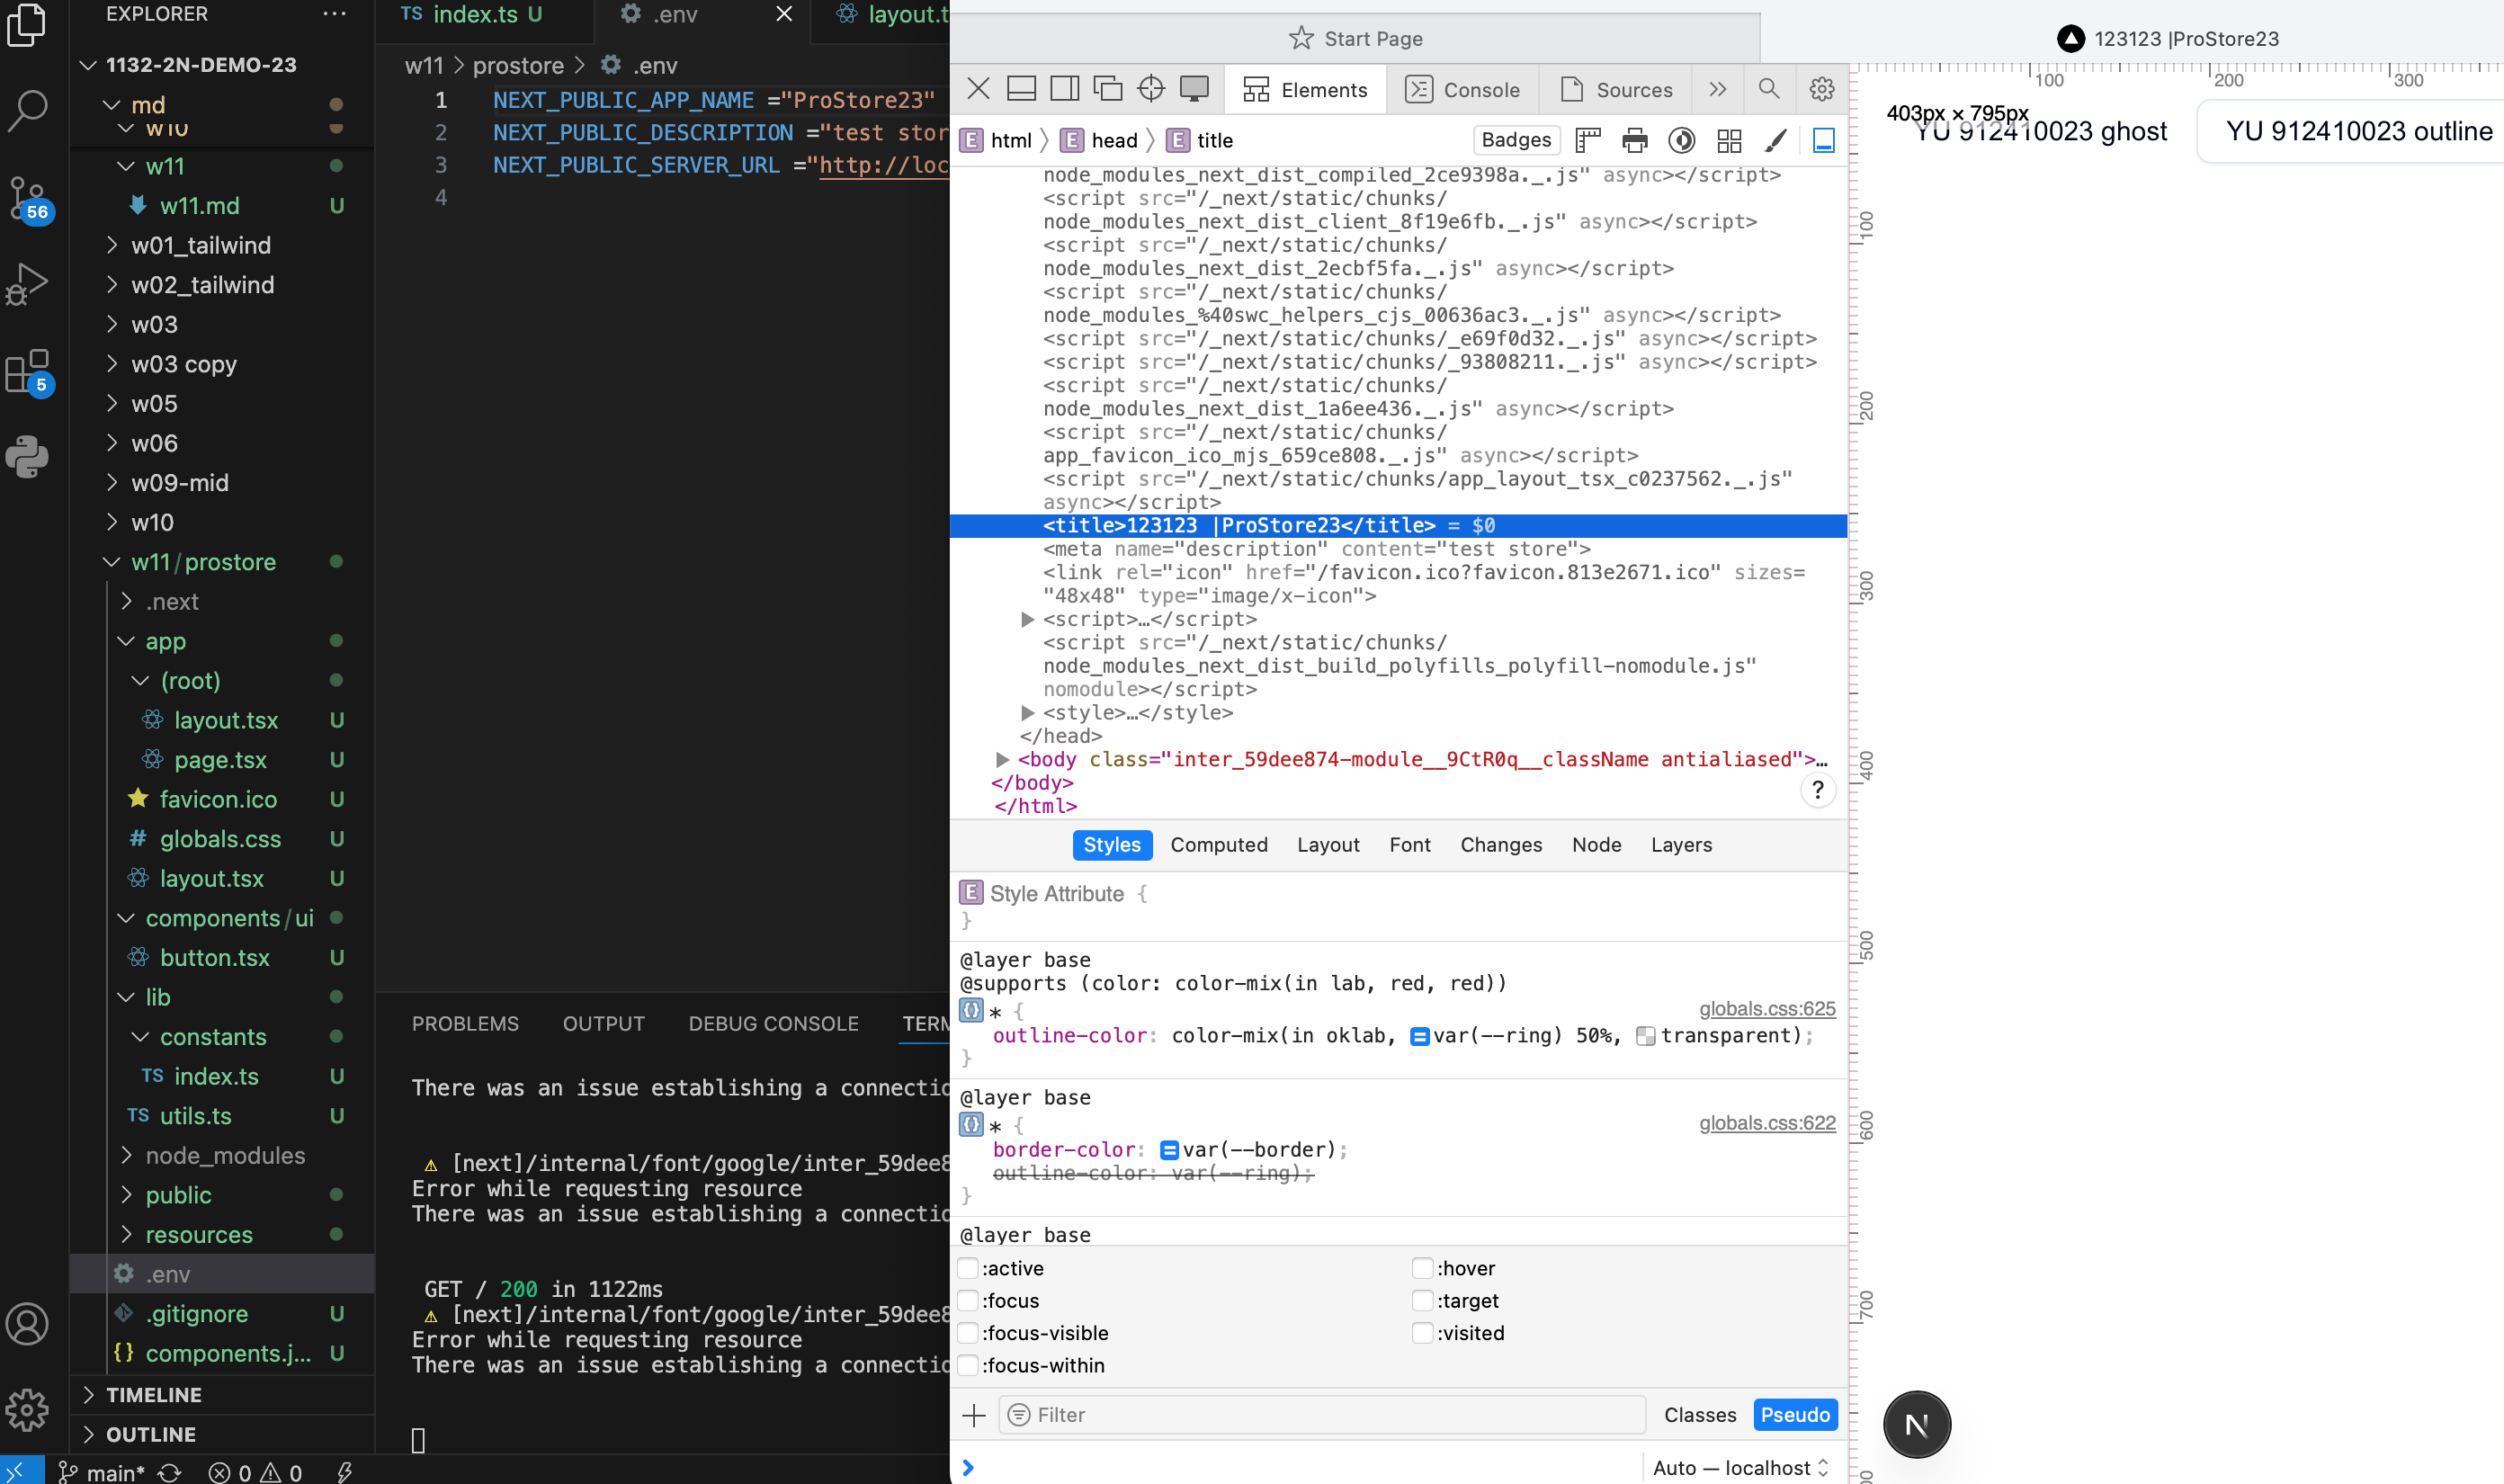 EXPLORER
1132-2N-DEMO-23
md
w10
w11
w11.md U
w01_tailwind
w02_tailwind
w03
w03 copy
w05
w06
w09-mid
w10
w11/prostore
.next
app
(root)
layout.tsx U
page.tsx U
favicon.ico U
globals.css U
layout.tsx U
components/ui
button.tsx U
lib
constants
TS index.ts U
TS utils.ts U
node_modules
public
resources
.env
.gitignore U
{} components.j... U
TIMELINE
OUTLINE
56
5
main* 0 0
TS index.ts U
.env
layout.t
w11 > prostore > .env
1 NEXT_PUBLIC_APP_NAME ="ProStore23"
2 NEXT_PUBLIC_DESCRIPTION ="test stor
3 NEXT_PUBLIC_SERVER_URL ="http://loc
4
PROBLEMS OUTPUT DEBUG CONSOLE TERM
There was an issue establishing a connectio
⚠ [next]/internal/font/google/inter_59dee8
Error while requesting resource
There was an issue establishing a connectio
GET / 200 in 1122ms
⚠ [next]/internal/font/google/inter_59dee8
Error while requesting resource
There was an issue establishing a connectio
Start Page
123123 |ProStore23
Elements Console Sources
E html E head E title Badges
node_modules_next_dist_compiled_2ce9398a._.js" async></script>
<script src="/_next/static/chunks/
node_modules_next_dist_client_8f19e6fb._.js" async></script>
<script src="/_next/static/chunks/
node_modules_next_dist_2ecbf5fa._.js" async></script>
<script src="/_next/static/chunks/
node_modules_%40swc_helpers_cjs_00636ac3._.js" async></script>
<script src="/_next/static/chunks/_e69f0d32._.js" async></script>
<script src="/_next/static/chunks/_93808211._.js" async></script>
<script src="/_next/static/chunks/
node_modules_next_dist_1a6ee436._.js" async></script>
<script src="/_next/static/chunks/
app_favicon_ico_mjs_659ce808._.js" async></script>
<script src="/_next/static/chunks/app_layout_tsx_c0237562._.js"
async></script>
<title>123123 |ProStore23</title> = $0
<meta name="description" content="test store">
<link rel="icon" href="/favicon.ico?favicon.813e2671.ico" sizes=
"48x48" type="image/x-icon">
<script>…</script>
<script src="/_next/static/chunks/
node_modules_next_dist_build_polyfills_polyfill-nomodule.js"
nomodule></script>
<style>…</style>
</head>
<body class="inter_59dee874-module__9CtR0q__className antialiased">…
</body>
</html>
?
Styles Computed Layout Font Changes Node Layers
E Style Attribute {
}
@layer base
@supports (color: color-mix(in lab, red, red))
* { globals.css:625
outline-color: color-mix(in oklab, var(--ring) 50%, transparent);
}
@layer base
* { globals.css:622
border-color: var(--border);
outline-color: var(--ring);
}
@layer base
:active :hover
:focus :target
:focus-visible :visited
:focus-within
Filter Classes Pseudo
Auto — localhost
100 200 300
403px × 795px
YU 912410023 ghost
YU 912410023 outline
100
200
300
400
500
600
700
N